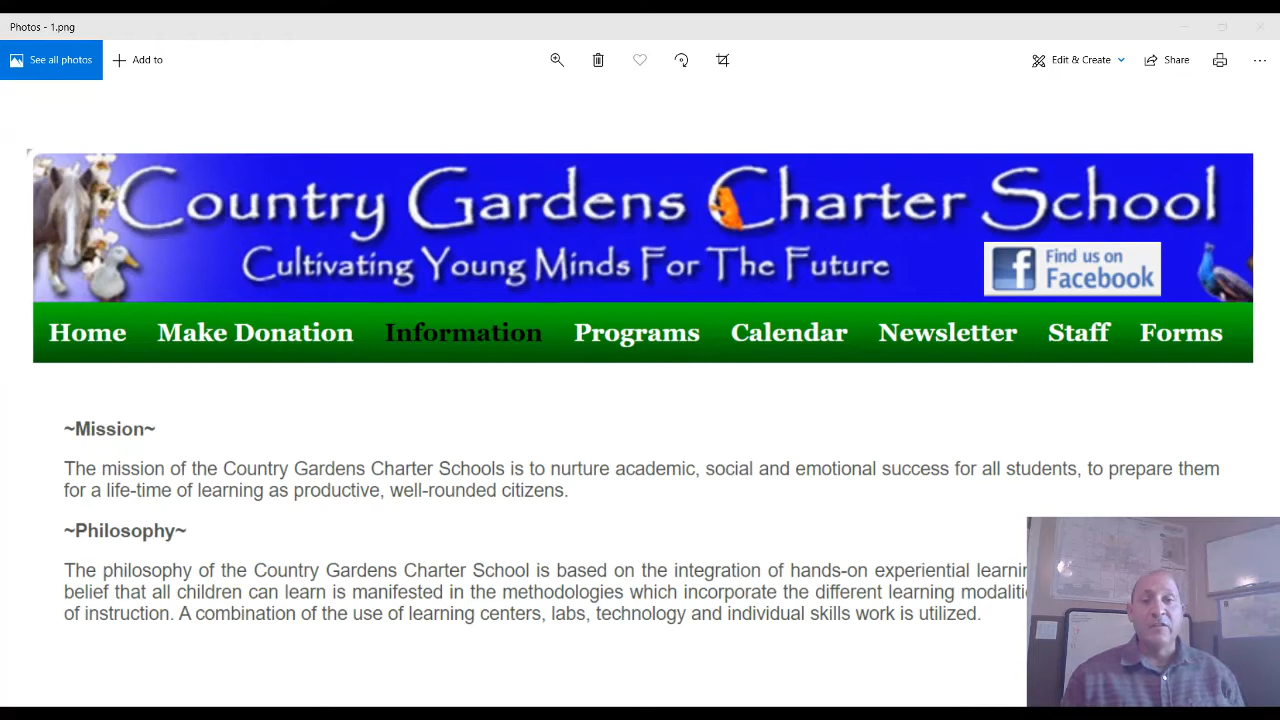 Photos - 1.png
See all photos
Add to
Edit & Create
Share
Country Gardens Charter School
Cultivating Young Minds For The Future
Find us on
Facebook
Home Make Donation Information Programs Calendar Newsletter Staff Forms
~Mission~
The mission of the Country Gardens Charter Schools is to nurture academic, social and emotional success for all students, to prepare them
for a life-time of learning as productive, well-rounded citizens.
~Philosophy~
The philosophy of the Country Gardens Charter School is based on the integration of hands-on experiential
belief that all children can learn is manifested in the methodologies which incorporate the different learning
of instruction. A combination of the use of learning centers, labs, technology and individual skills work is utilized.